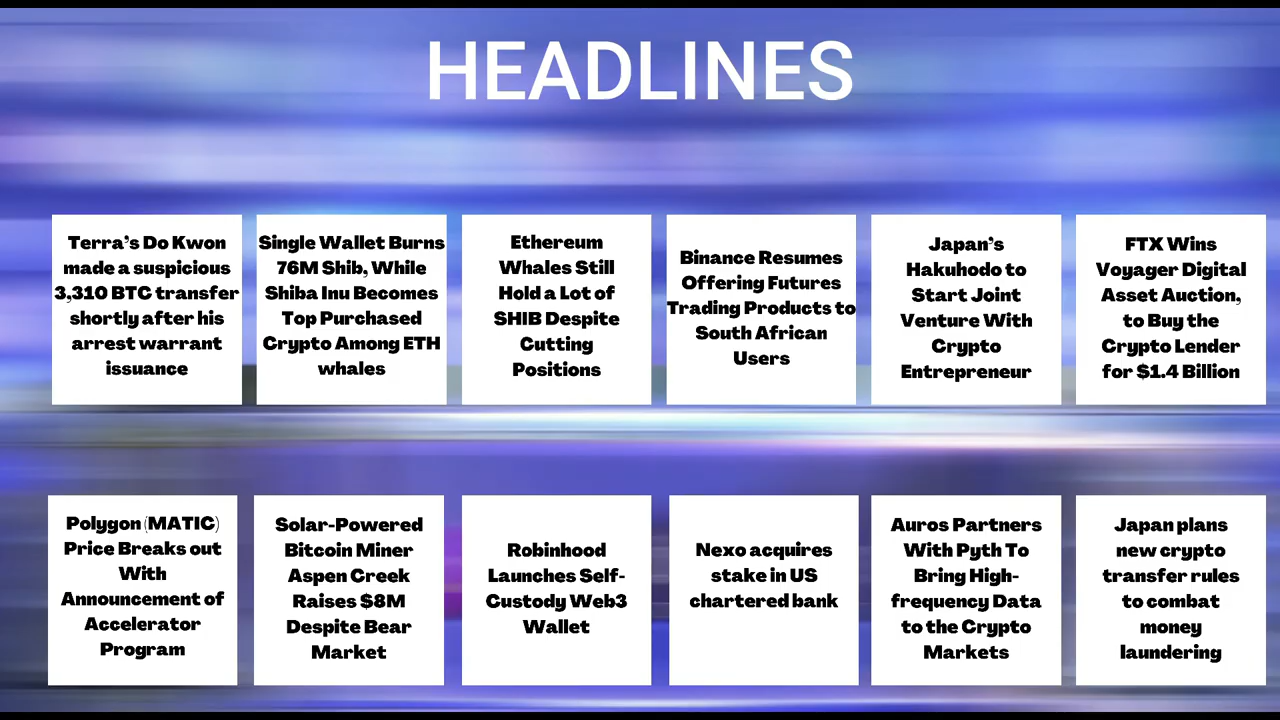 HEADLINES
Terra's Do Kwon
made a suspicious
3,310 BTC transfer
shortly after his
arrest warrant
issuance
Single Wallet Burns
76M Shib, While
Shiba Inu Becomes
Top Purchased
Crypto Among ETH
whales
Ethereum
Whales Still
Hold a Lot of
SHIB Despite
Cutting
Positions
Binance Resumes
Offering Futures
Trading Products to
South African
Users
Japan's
Hakuhodo to
Start Joint
Venture With
Crypto
Entrepreneur
FTX Wins
Voyager Digital
Asset Auction,
to Buy the
Crypto Lender
for $1.4 Billion
Polygon (MATIC)
Price Breaks out
With
Announcement of
Accelerator
Program
Solar-Powered
Bitcoin Miner
Aspen Creek
Raises $8M
Despite Bear
Market
Robinhood
Launches Self-
Custody Web3
Wallet
Nexo acquires
stake in US
chartered bank
Auros Partners
With Pyth To
Bring High-
frequency Data
to the Crypto
Markets
Japan plans
new crypto
transfer rules
to combat
money
laundering